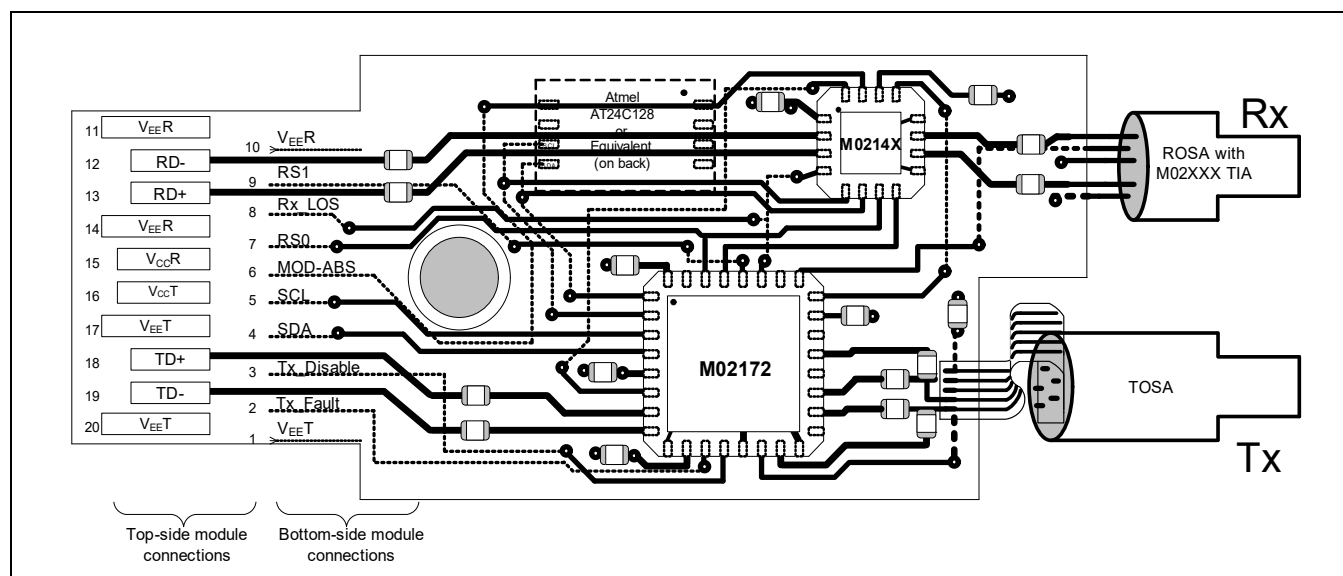 11 VEER
12 RD-
13 RD+
14 VEER
15 VCCR
16 VCCT
17 VEET
18 TD+
19 TD-
20 VEET
10 VEER
9 RS1
8 Rx_LOS
7 RS0
6 MOD-ABS
5 SCL
4 SDA
3 Tx_Disable
2 Tx_Fault
1 VEET
Atmel
AT24C128
or
Equivalent
(on back)
SCL
SDA
M0214X
M02172
Rx
ROSA with
M02XXX TIA
TOSA
Tx
Top-side module
connections
Bottom-side module
connections